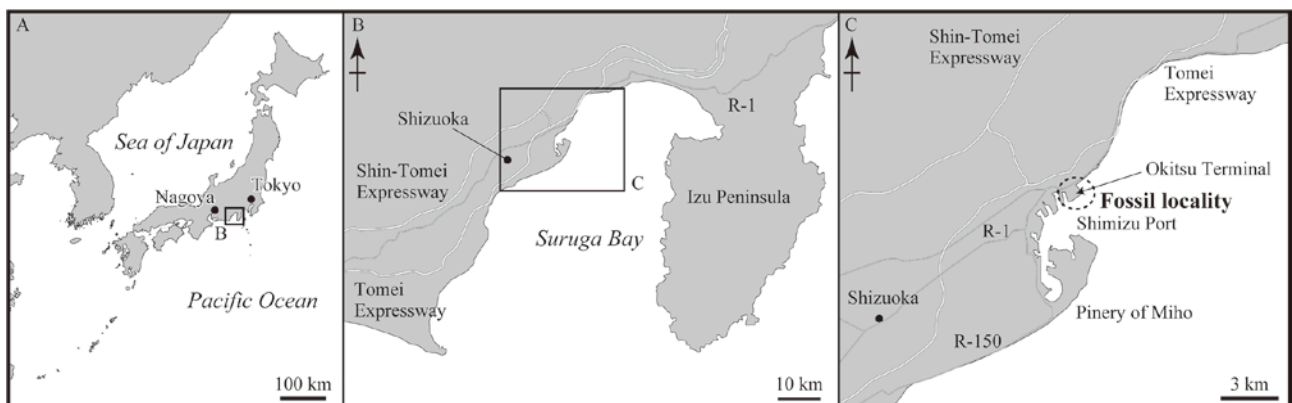 A
Sea of Japan
Nagoya
Tokyo
B
Pacific Ocean
100 km
B
Shizuoka
R-1
Shin-Tomei
Expressway
C
Izu Peninsula
Suruga Bay
Tomei
Expressway
10 km
C
Shin-Tomei
Expressway
Tomei
Expressway
Okitsu Terminal
Fossil locality
R-1
Shimizu Port
Shizuoka
Pinery of Miho
R-150
3 km